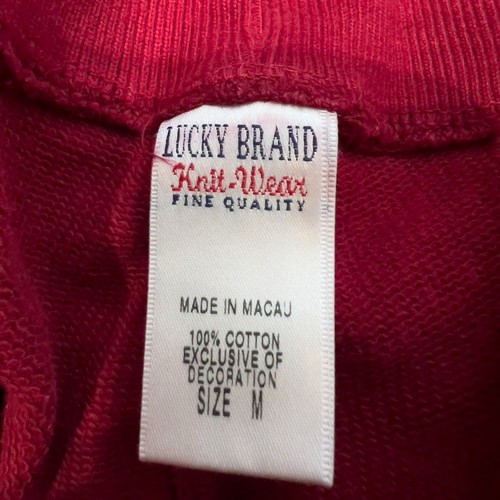 LUCKY BRAND
Knit-Wear
FINE QUALITY
MADE IN MACAU
100% COTTON
EXCLUSIVE OF
DECORATION
SIZE M